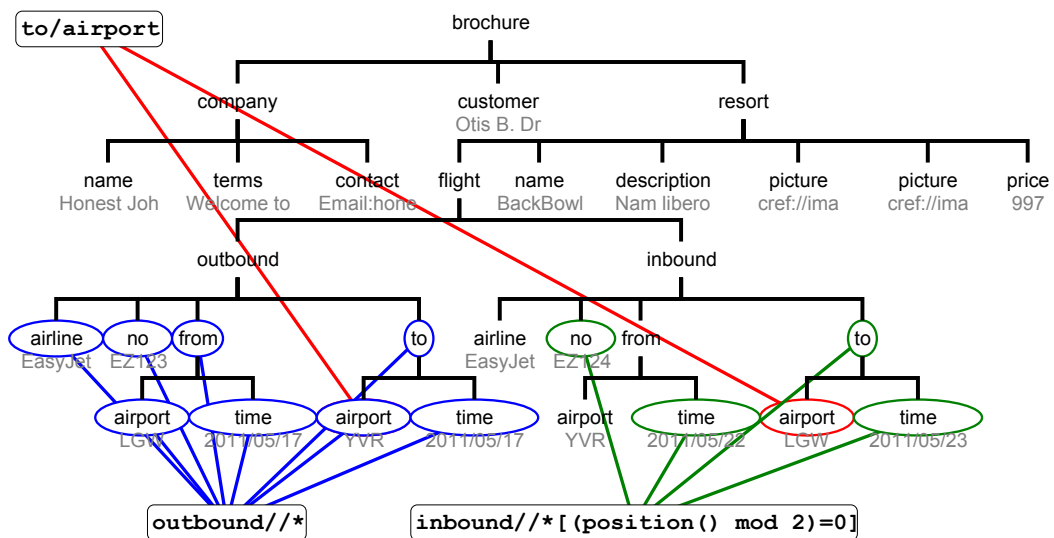 to/airport
brochure
company customer resort
Otis B. Dr
name terms contact flight name description picture picture price
Honest Joh Welcome to Email:hone BackBowl Nam libero cref://ima cref://ima 997
outbound inbound
airline no from to airline no from to
EasyJet EZ123 EasyJet EZ124
airport time airport time airport time airport time
LGW 2011/05/17 YVR 2011/05/17 YVR 2011/05/22 LGW 2011/05/23
outbound//* inbound//*[(position() mod 2)=0]